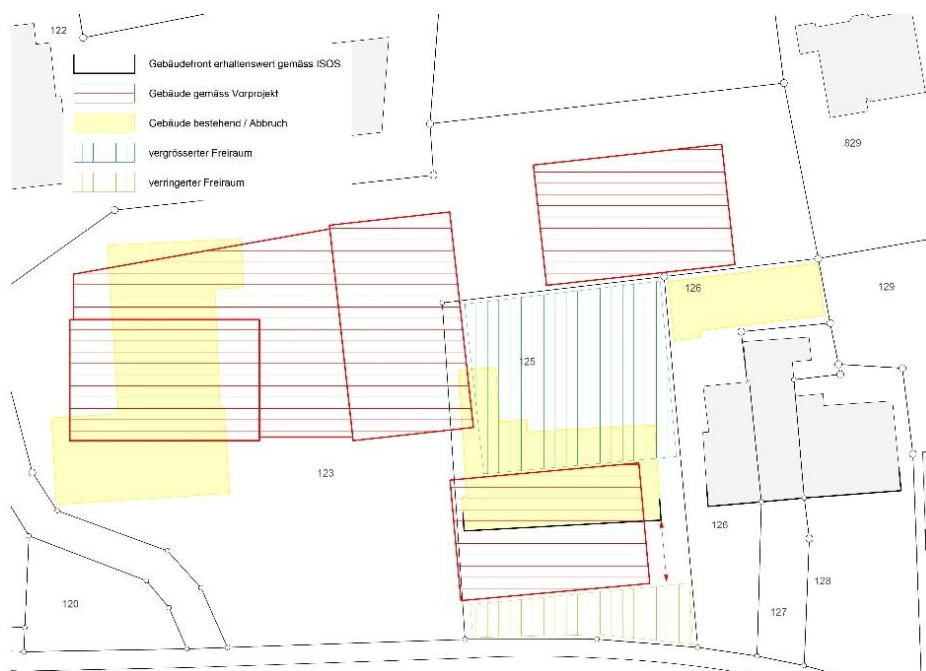 122
Gebäudefront erhaltenswert gemäss ISOS
Gebäude gemäss Vorprojekt
Gebäude bestehend / Abbruch
vergrösserter Freiraum
verringerter Freiraum
829
126
129
125
123
126
128
120
127